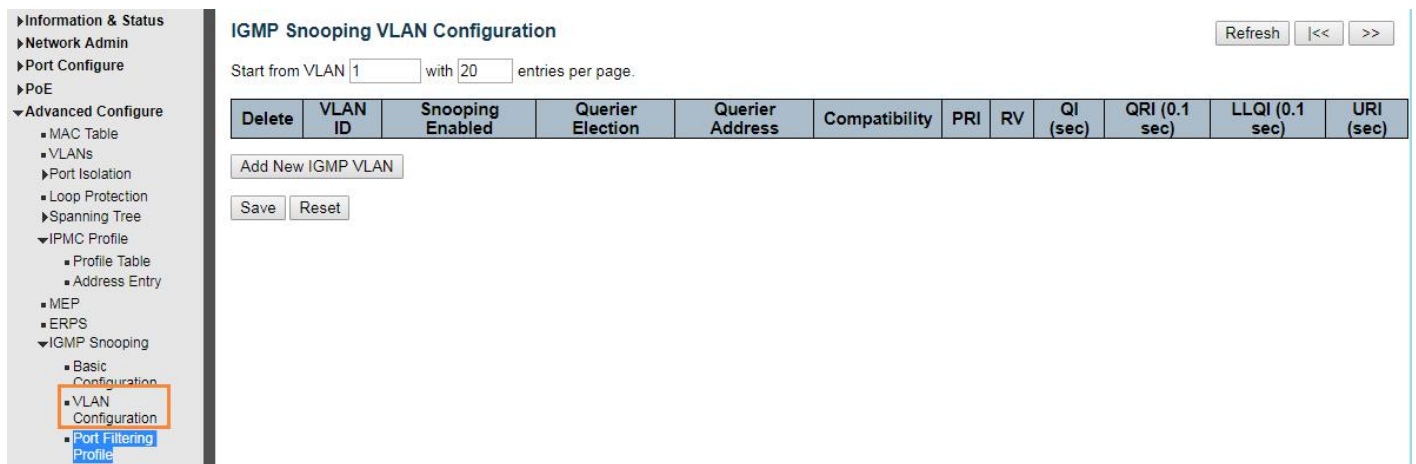 Information & Status
Network Admin
Port Configure
PoE
Advanced Configure
MAC Table
VLANs
Port Isolation
Loop Protection
Spanning Tree
IPMC Profile
Profile Table
Address Entry
MEP
ERPS
IGMP Snooping
Basic
Configuration
VLAN
Configuration
Port Filtering
Profile
IGMP Snooping VLAN Configuration
Refresh |<< >>
Start from VLAN 1 with 20 entries per page.
Delete VLAN ID Snooping Enabled Querier Election Querier Address Compatibility PRI RV QI (sec) QRI (0.1 sec) LLQI (0.1 sec) URI (sec)
Add New IGMP VLAN
Save Reset